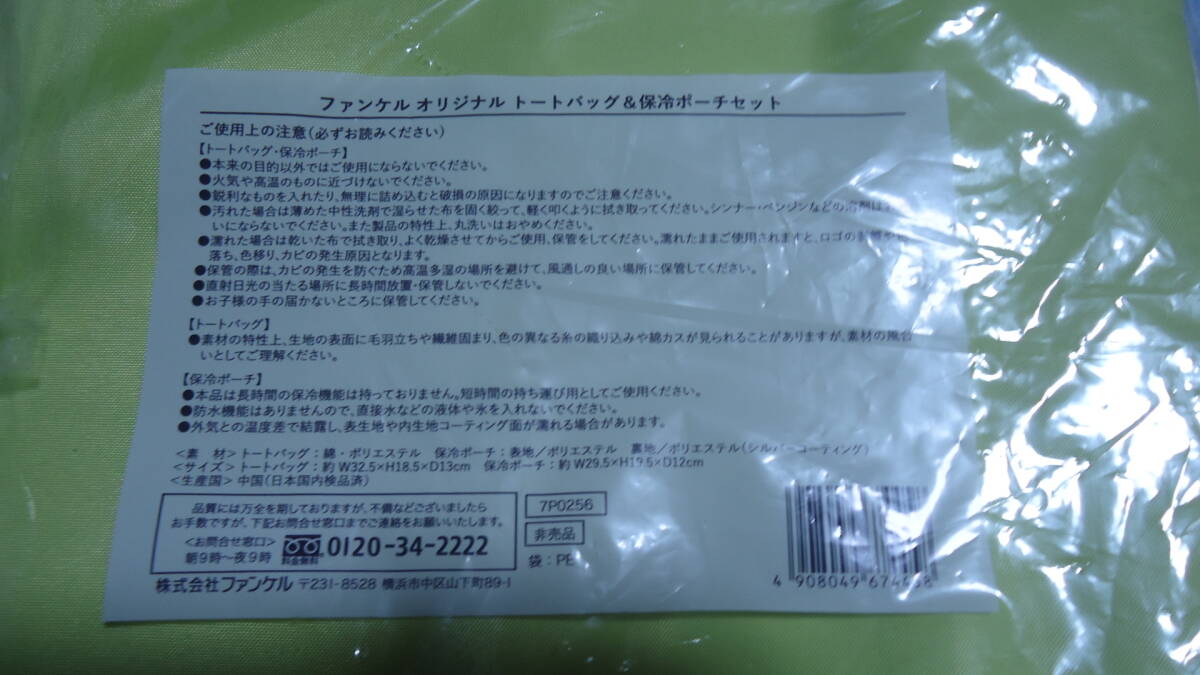 ファンケル オリジナル トートバッグ&保冷ポーチセット
ご使用上の注意(必ずお読みください)
【トートバッグ・保冷ポーチ】
●本来の目的以外ではご使用にならないでください。
●火気や高温のものに近づけないでください。
●鋭利なものを入れたり、無理に詰め込むと破損の原因になりますのでご注意ください。
●汚れた場合は薄めた中性洗剤で湿らせた布を固く絞って、軽く叩くように拭き取ってください。シンナー・ベンジンなどの溶剤は
いにならないでください。また製品の特性上、丸洗いはおやめください。
●濡れた場合は乾いた布で拭き取り、よく乾燥させてからご使用、保管をしてください。濡れたままご使用されますと、ロゴの
落ち、色移り、カビの発生原因となります。
●保管の際は、カビの発生を防ぐため高温多湿の場所を避けて、風通しの良い場所に保管してください。
●直射日光の当たる場所に長時間放置・保管しないでください。
●お子様の手の届かないところに保管してください。
【トートバッグ】
●素材の特性上、生地の表面に毛羽立ちや繊維固まり、色の異なる糸の織り込みや綿カスが見られることがありますが、素材の風合
いとしてご理解ください。
【保冷ポーチ】
●本品は長時間の保冷機能は持っておりません。短時間の持ち運び用としてご使用ください。
●防水機能はありませんので、直接水などの液体や氷を入れないでください。
●外気との温度差で結露し、表生地や内生地コーティング面が濡れる場合があります。
<素 材>トートバッグ:綿・ポリエステル 保冷ポーチ:表地/ポリエステル 裏地/ポリエステル(シルバーコーティング)
<サイズ>トートバッグ:約 W32.5×H18.5×D13cm 保冷ポーチ:約 W29.5×H19.5×D12cm
<生産国>中国(日本国内検品済)
品質には万全を期しておりますが、不備などございましたら
お手数ですが、下記お問合せ窓口までご連絡をお願いいたします。
<お問合せ窓口>
朝9時~夜9時
料金無料
0120-34-2222
7P0256
非売品
袋:PE
株式会社ファンケル 〒231-8528 横浜市中区山下町89-1
4 908049